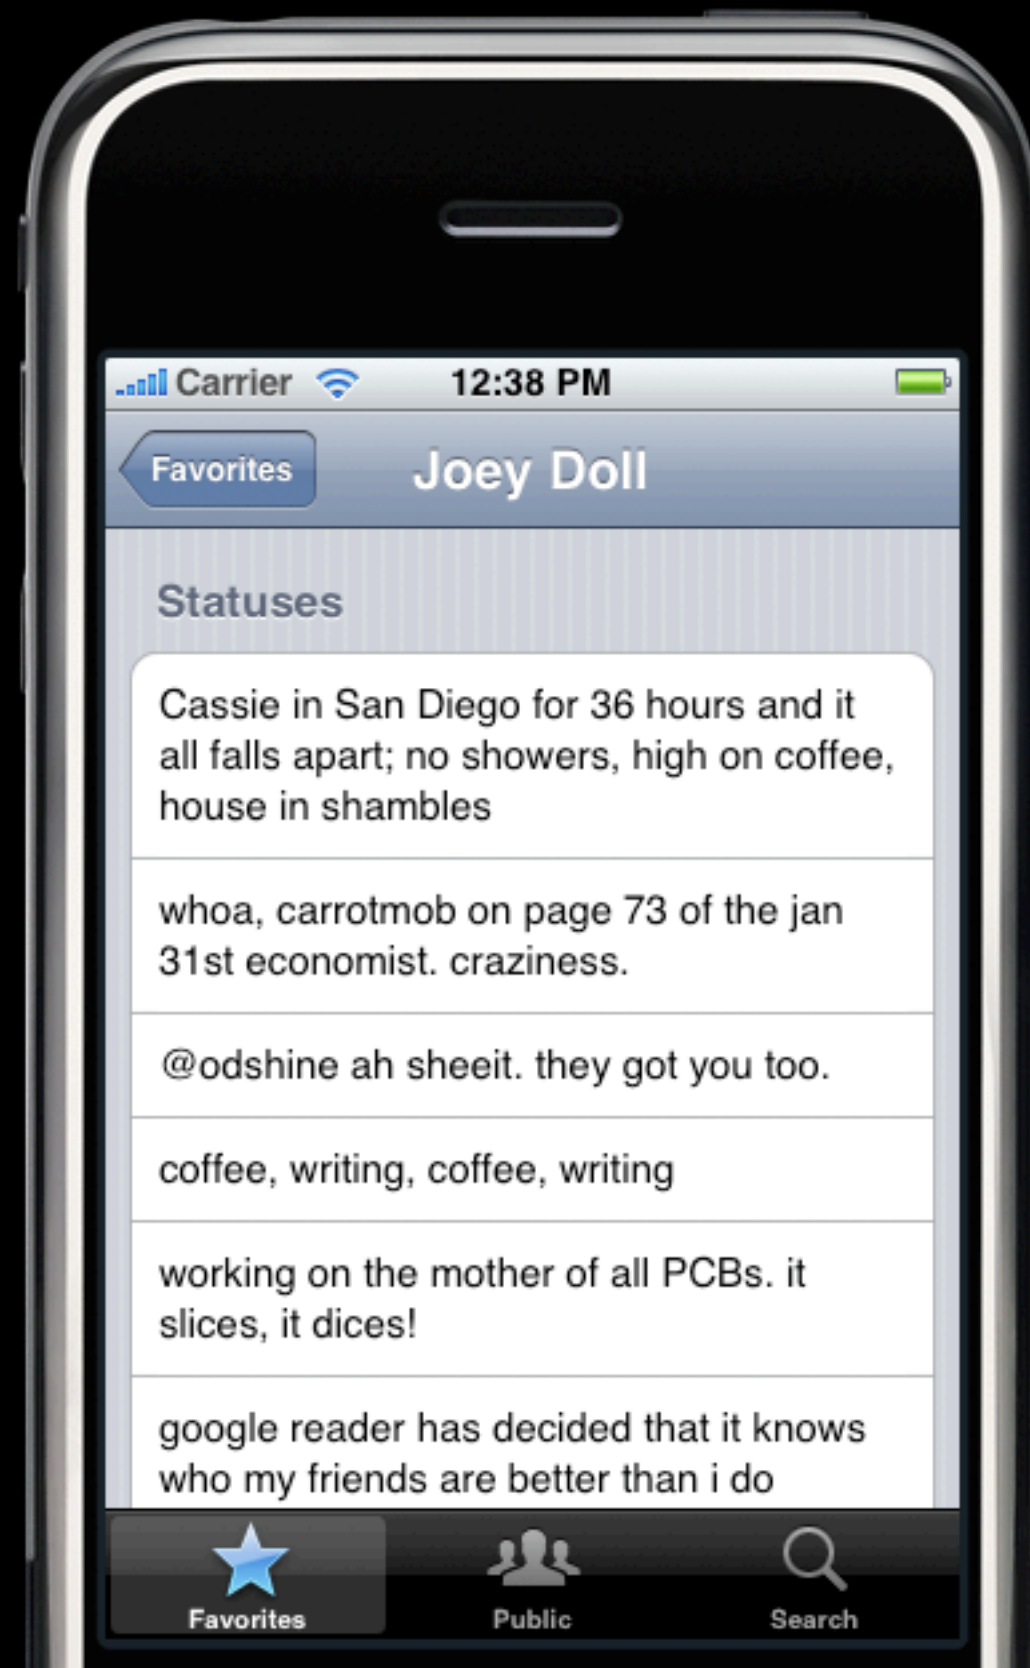 Carrier 12:38 PM
Favorites Joey Doll
Statuses
Cassie in San Diego for 36 hours and it
all falls apart; no showers, high on coffee,
house in shambles
whoa, carrotmob on page 73 of the jan
31st economist. craziness.
@odshine ah sheeit. they got you too.
coffee, writing, coffee, writing
working on the mother of all PCBs. it
slices, it dices!
google reader has decided that it knows
who my friends are better than i do
Favorites Public Search